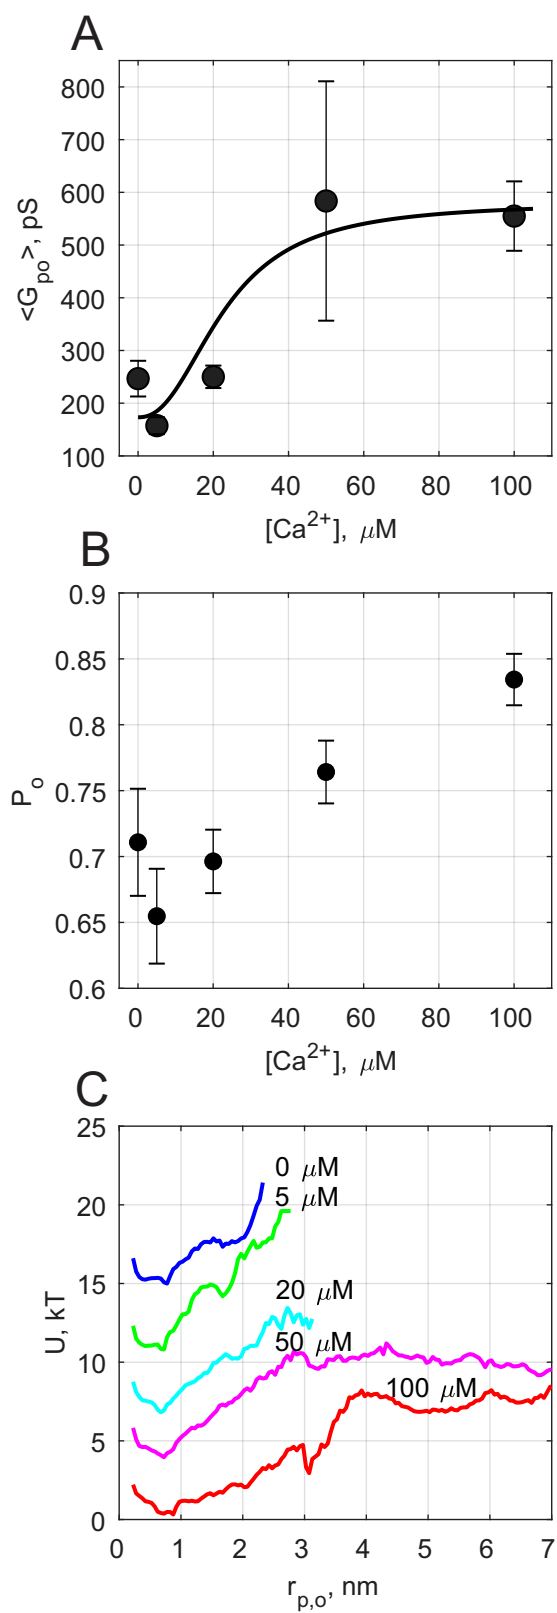 A
800
700
600
500
400
300
200
100
<G_po>, pS
0 20 40 60 80 100
[Ca²⁺], μM
B
0.9
0.85
0.8
0.75
0.7
0.65
0.6
P_o
0 20 40 60 80 100
[Ca²⁺], μM
C
25
20
15
10
5
0
U, kT
0 μM
5 μM
20 μM
50 μM
100 μM
0 1 2 3 4 5 6 7
r_p,o, nm